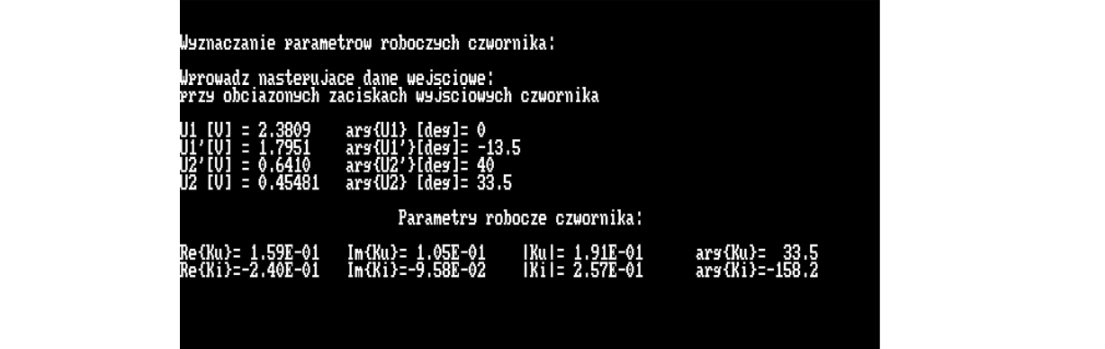 Wyznaczanie parametrow roboczych czwornika:
Wprowadz nastepujace dane wejsciowe:
przy obciazonych zaciskach wyjsciowych czwornika
U1 [V] = 2.3809 arg{U1} [deg]= 0
U1'[V] = 1.7951 arg{U1'}[deg]= -13.5
U2'[V] = 0.6410 arg{U2'}[deg]= 40
U2 [V] = 0.45481 arg{U2} [deg]= 33.5
Parametry robocze czwornika:
Re{Ku}= 1.59E-01 Im{Ku}= 1.05E-01 |Ku|= 1.91E-01 arg{Ku}= 33.5
Re{Ki}=-2.40E-01 Im{Ki}=-9.58E-02 |Ki|= 2.57E-01 arg{Ki}=-158.2